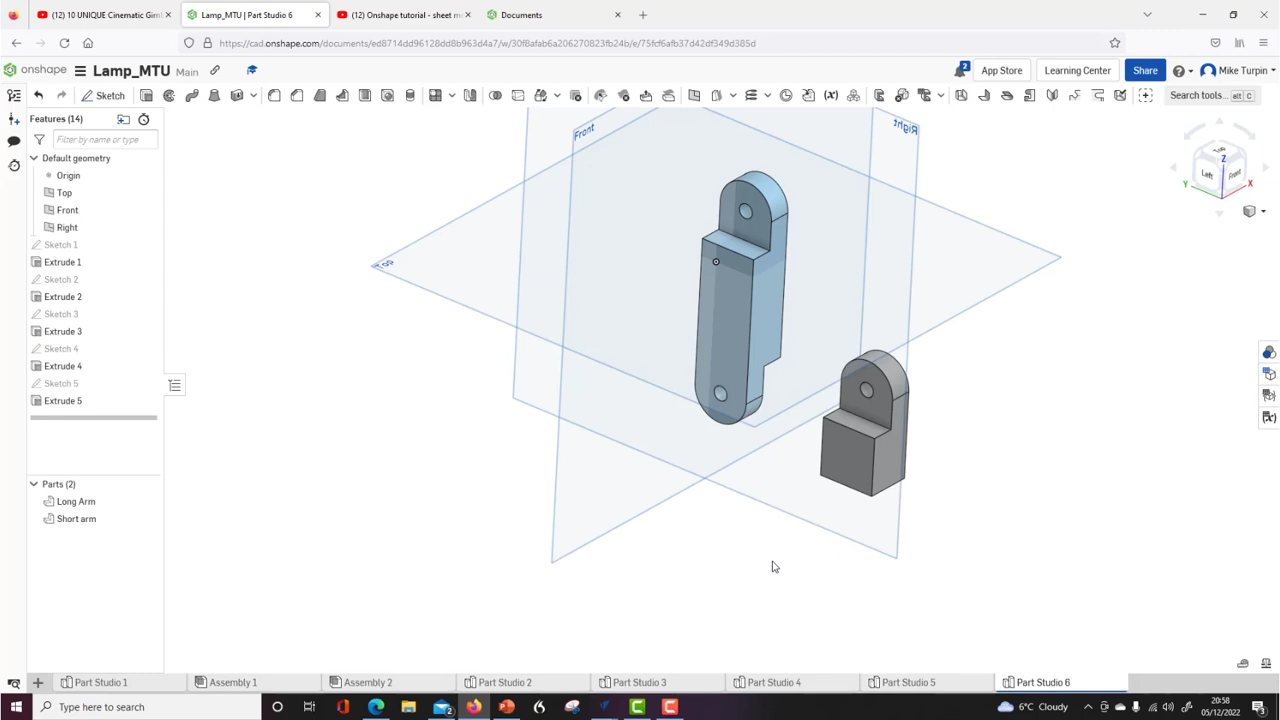 (12) 10 UNIQUE Cinematic Giml
Lamp_MTU | Part Studio 6
(12) Onshape tutorial - sheet m
Documents
https://cad.onshape.com/documents/ed8714dd96128dd8b963d4a7/w/30f8afab6a206270823fb24b/e/75fcf6afb37d42df349d385d
onshape
Lamp_MTU
Main
2
App Store
Learning Center
Share
Mike Turpin
Sketch
Search tools...
alt C
Features (14)
Filter by name or type
Default geometry
Origin
Top
Front
Right
Sketch 1
Extrude 1
Sketch 2
Extrude 2
Sketch 3
Extrude 3
Sketch 4
Extrude 4
Sketch 5
Extrude 5
Parts (2)
Long Arm
Short arm
Front
Right
Top
Z
Left
Front
Y
X
Part Studio 1
Assembly 1
Assembly 2
Part Studio 2
Part Studio 3
Part Studio 4
Part Studio 5
Part Studio 6
Type here to search
6°C Cloudy
20:58
05/12/2022